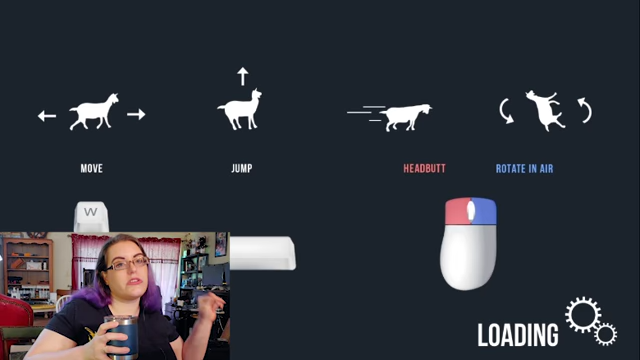 MOVE
JUMP
HEADBUTT
ROTATE IN AIR
W
LOADING